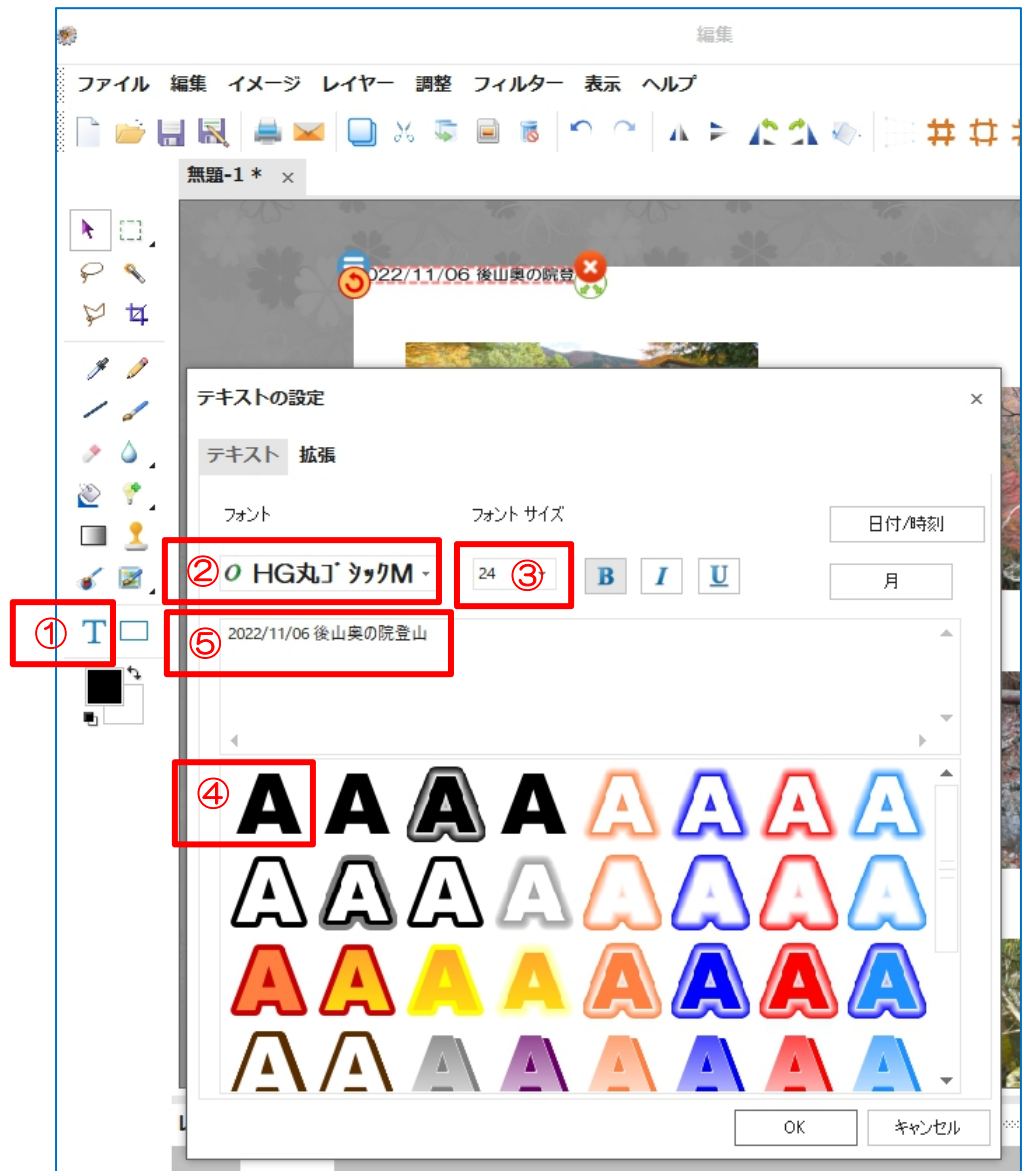 編集
ファイル 編集 イメージ レイヤー 調整 フィルター 表示 ヘルプ
無題-1 * ×
2022/11/06 後山奥の院登
テキストの設定 ×
テキスト 拡張
フォント フォント サイズ 日付/時刻
② O HG丸ゴシックM 24 ③ B I U 月
① T
⑤ 2022/11/06 後山奥の院登山
④ A A A A A A A A
A A A A A A A A
A A A A A A A A
A A A A A A A A
OK キャンセル